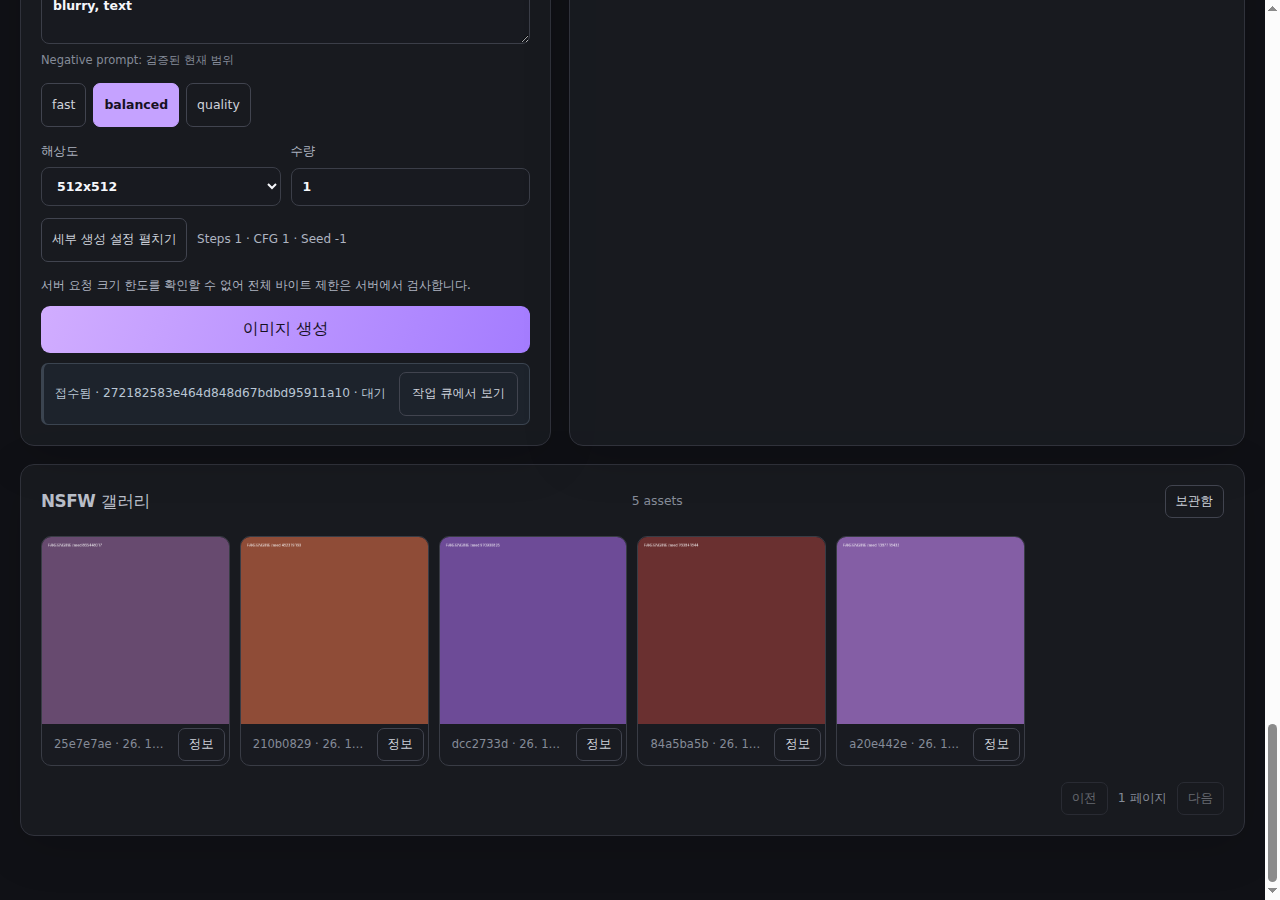 blurry, text
Negative prompt: 검증된 현재 범위
fast balanced quality
해상도 수량
512x512 1
세부 생성 설정 펼치기 Steps 1 · CFG 1 · Seed -1
서버 요청 크기 한도를 확인할 수 없어 전체 바이트 제한은 서버에서 검사합니다.
이미지 생성
접수됨 · 272182583e464d848d67bdbd95911a10 · 대기 작업 큐에서 보기
NSFW 갤러리 5 assets 보관함
25e7e7ae · 26. 1… 정보 210b0829 · 26. 1… 정보 dcc2733d · 26. 1… 정보 84a5ba5b · 26. 1… 정보 a20e442e · 26. 1… 정보
이전 1 페이지 다음